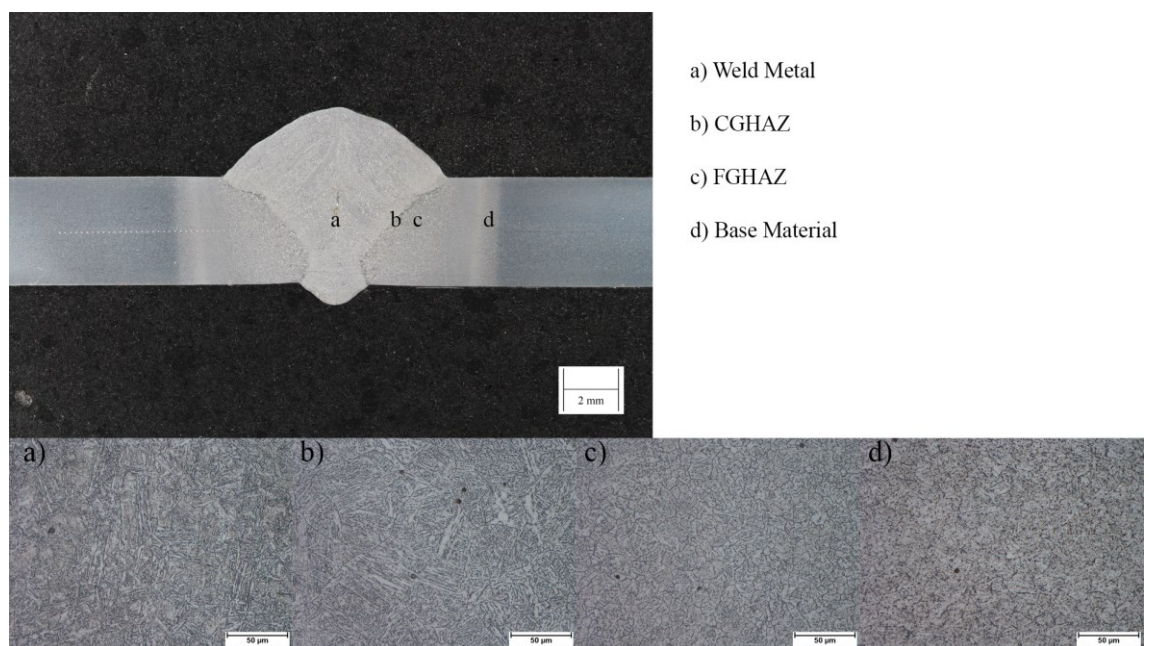 a) Weld Metal
b) CGHAZ
c) FGHAZ
d) Base Material
a b c d
2 mm
a) b) c) d)
50 µm 50 µm 50 µm 50 µm